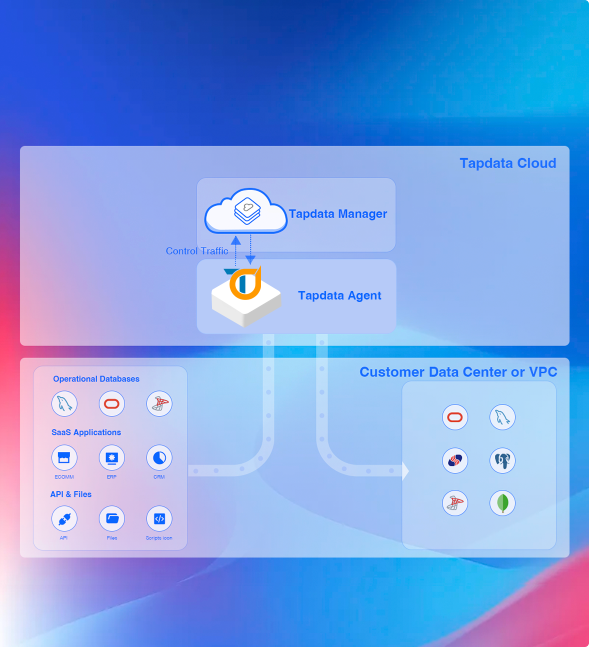 Tapdata Cloud
Tapdata Manager
Control Traffic
Tapdata Agent
Customer Data Center or VPC
Operational Databases
SaaS Applications
ECOMM
ERP
CRM
API & Files
API
Files
Scripts icon